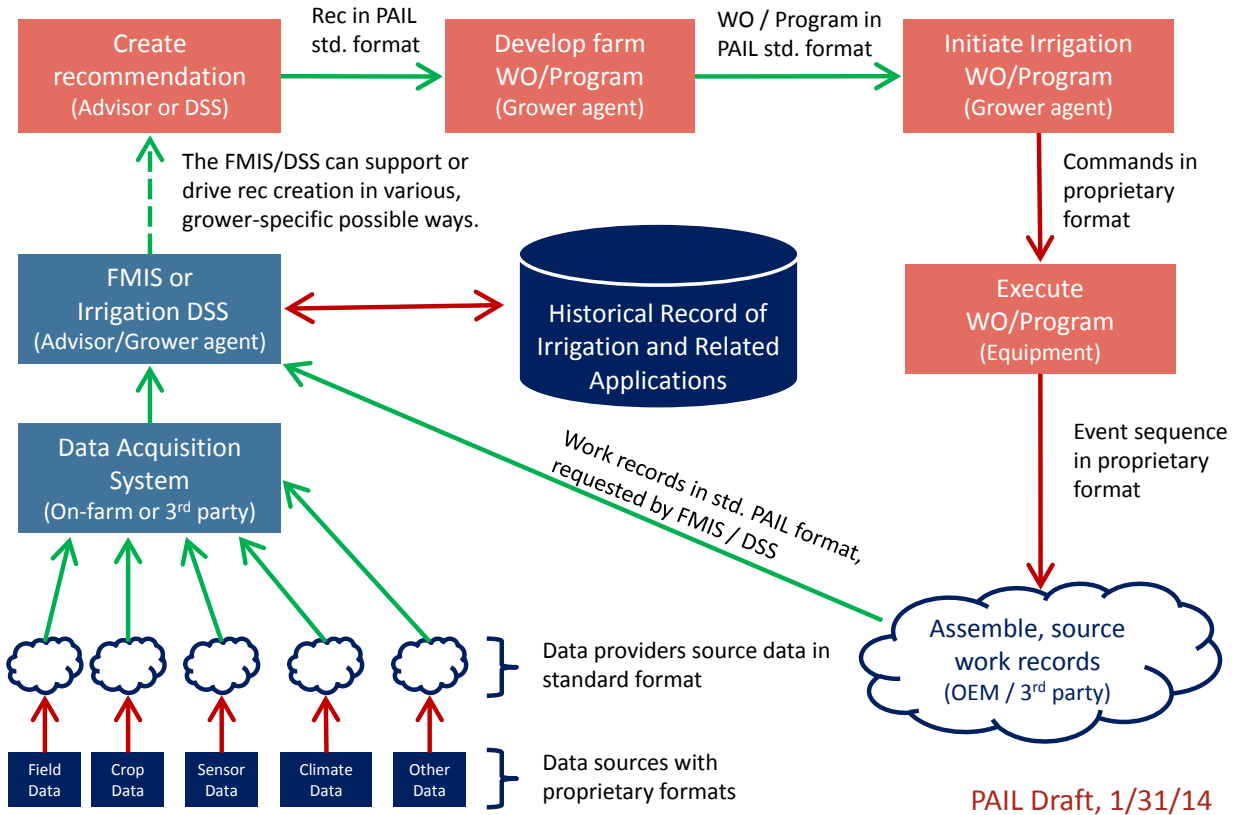 Create
recommendation
(Advisor or DSS)
Rec in PAIL
std. format
Develop farm
WO/Program
(Grower agent)
WO / Program in
PAIL std. format
Initiate Irrigation
WO/Program
(Grower agent)
The FMIS/DSS can support or
drive rec creation in various,
grower-specific possible ways.
Commands in
proprietary
format
FMIS or
Irrigation DSS
(Advisor/Grower agent)
Historical Record of
Irrigation and Related
Applications
Execute
WO/Program
(Equipment)
Data Acquisition
System
(On-farm or 3rd party)
Work records in std. PAIL format,
requested by FMIS / DSS
Event sequence
in proprietary
format
Assemble, source
work records
(OEM / 3rd party)
Data providers source data in
standard format
Field
Data
Crop
Data
Sensor
Data
Climate
Data
Other
Data
Data sources with
proprietary formats
PAIL Draft, 1/31/14